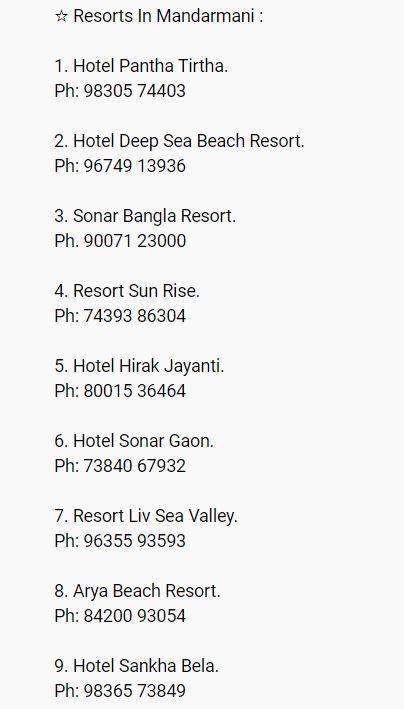 ☆ Resorts In Mandarmani :
1. Hotel Pantha Tirtha.
Ph: 98305 74403
2. Hotel Deep Sea Beach Resort.
Ph: 96749 13936
3. Sonar Bangla Resort.
Ph. 90071 23000
4. Resort Sun Rise.
Ph: 74393 86304
5. Hotel Hirak Jayanti.
Ph: 80015 36464
6. Hotel Sonar Gaon.
Ph: 73840 67932
7. Resort Liv Sea Valley.
Ph: 96355 93593
8. Arya Beach Resort.
Ph: 84200 93054
9. Hotel Sankha Bela.
Ph: 98365 73849